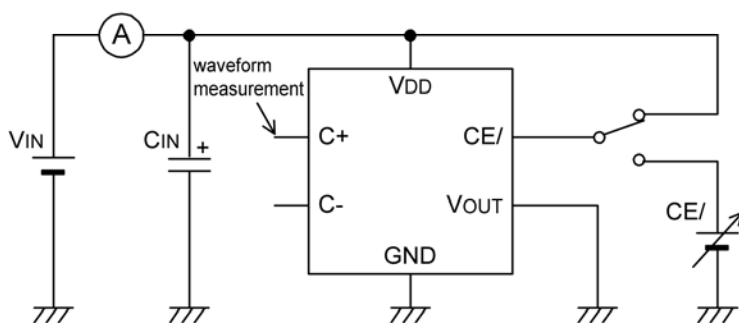 A
waveform
measurement
VDD
VIN
CIN
+
C+
CE/
C-
VOUT
CE/
GND